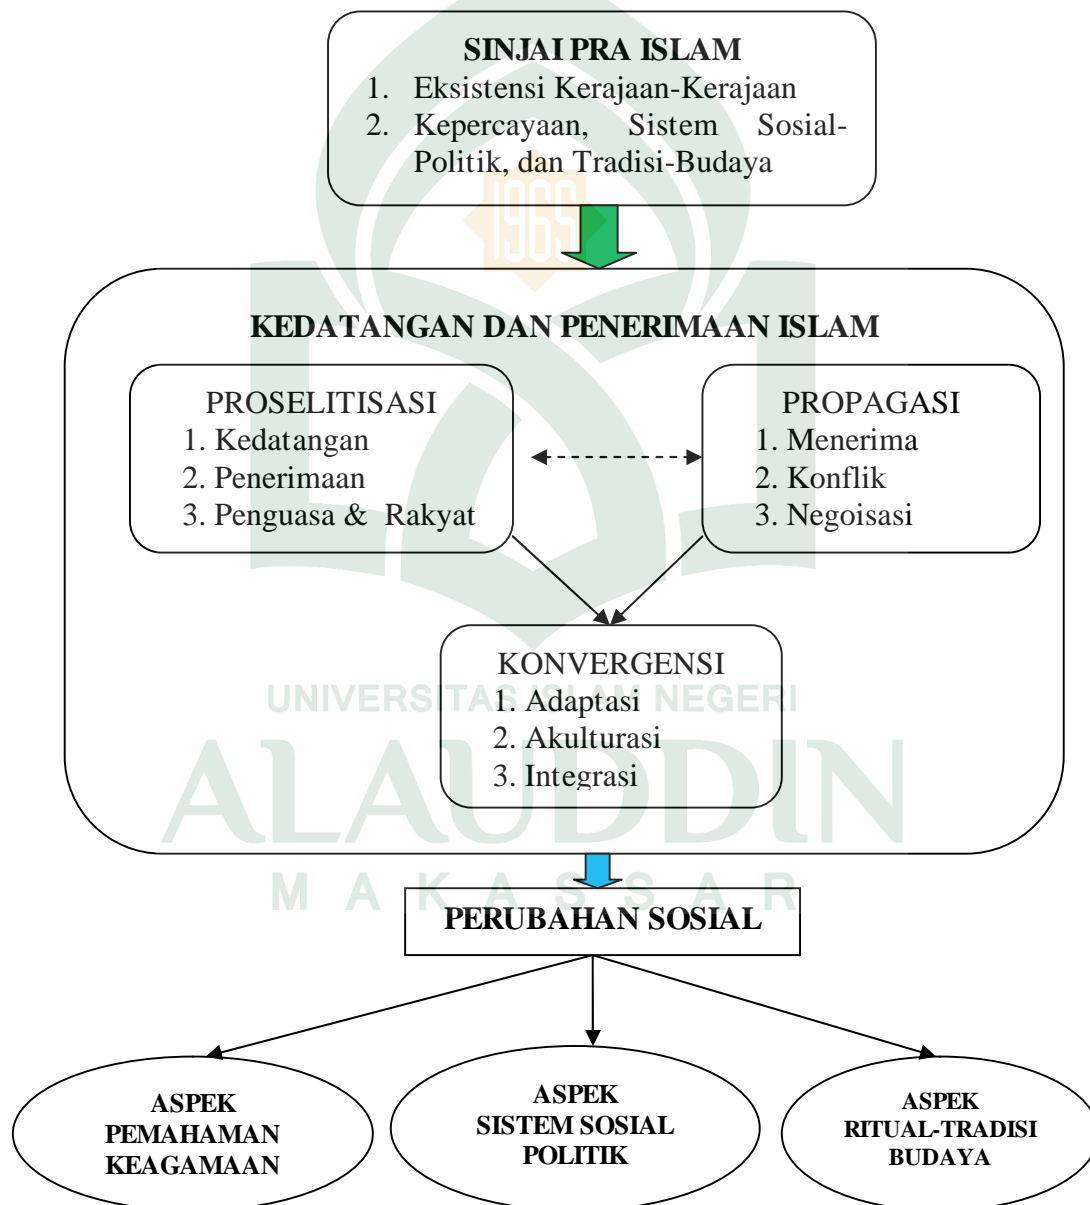 SINJAI PRA ISLAM
1. Eksistensi Kerajaan-Kerajaan
2. Kepercayaan, Sistem Sosial-
Politik, dan Tradisi-Budaya
1965
KEDATANGAN DAN PENERIMAAN ISLAM
PROSELITISASI
1. Kedatangan
2. Penerimaan
3. Penguasa & Rakyat
PROPAGASI
1. Menerima
2. Konflik
3. Negoisasi
KONVERGENSI
1. Adaptasi
2. Akulturasi
3. Integrasi
UNIVERSITAS ISLAM NEGERI
ALAUDDIN
MAKASSAR
PERUBAHAN SOSIAL
ASPEK
PEMAHAMAN
KEAGAMAAN
ASPEK
SISTEM SOSIAL
POLITIK
ASPEK
RITUAL-TRADISI
BUDAYA